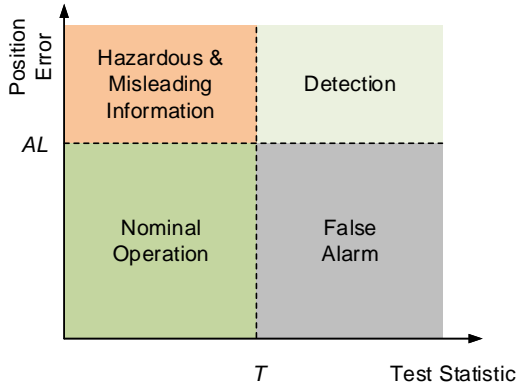 Position
Error
Hazardous &
Misleading
Information
Detection
AL
Nominal
Operation
False
Alarm
T
Test Statistic